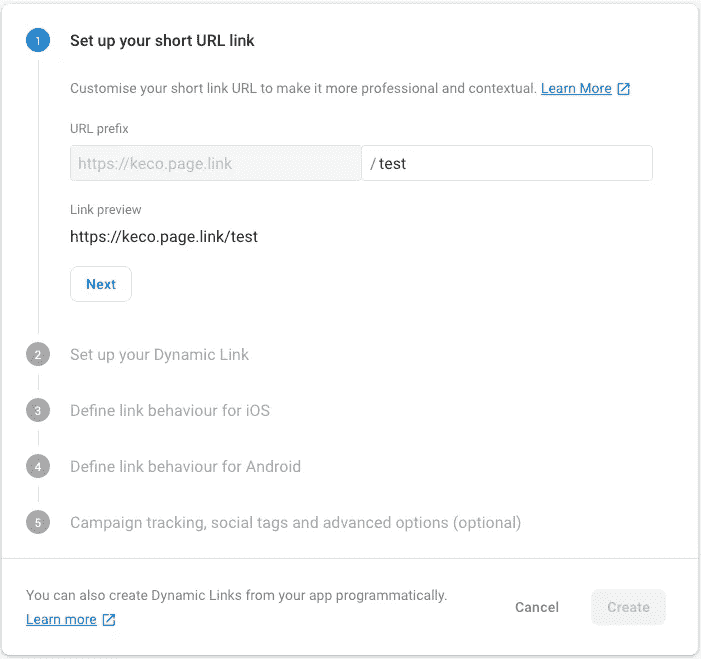 1 Set up your short URL link
Customise your short link URL to make it more professional and contextual. Learn More
URL prefix
https://keco.page.link / test
Link preview
https://keco.page.link/test
Next
2 Set up your Dynamic Link
3 Define link behaviour for iOS
4 Define link behaviour for Android
5 Campaign tracking, social tags and advanced options (optional)
You can also create Dynamic Links from your app programmatically.
Learn more
Cancel Create